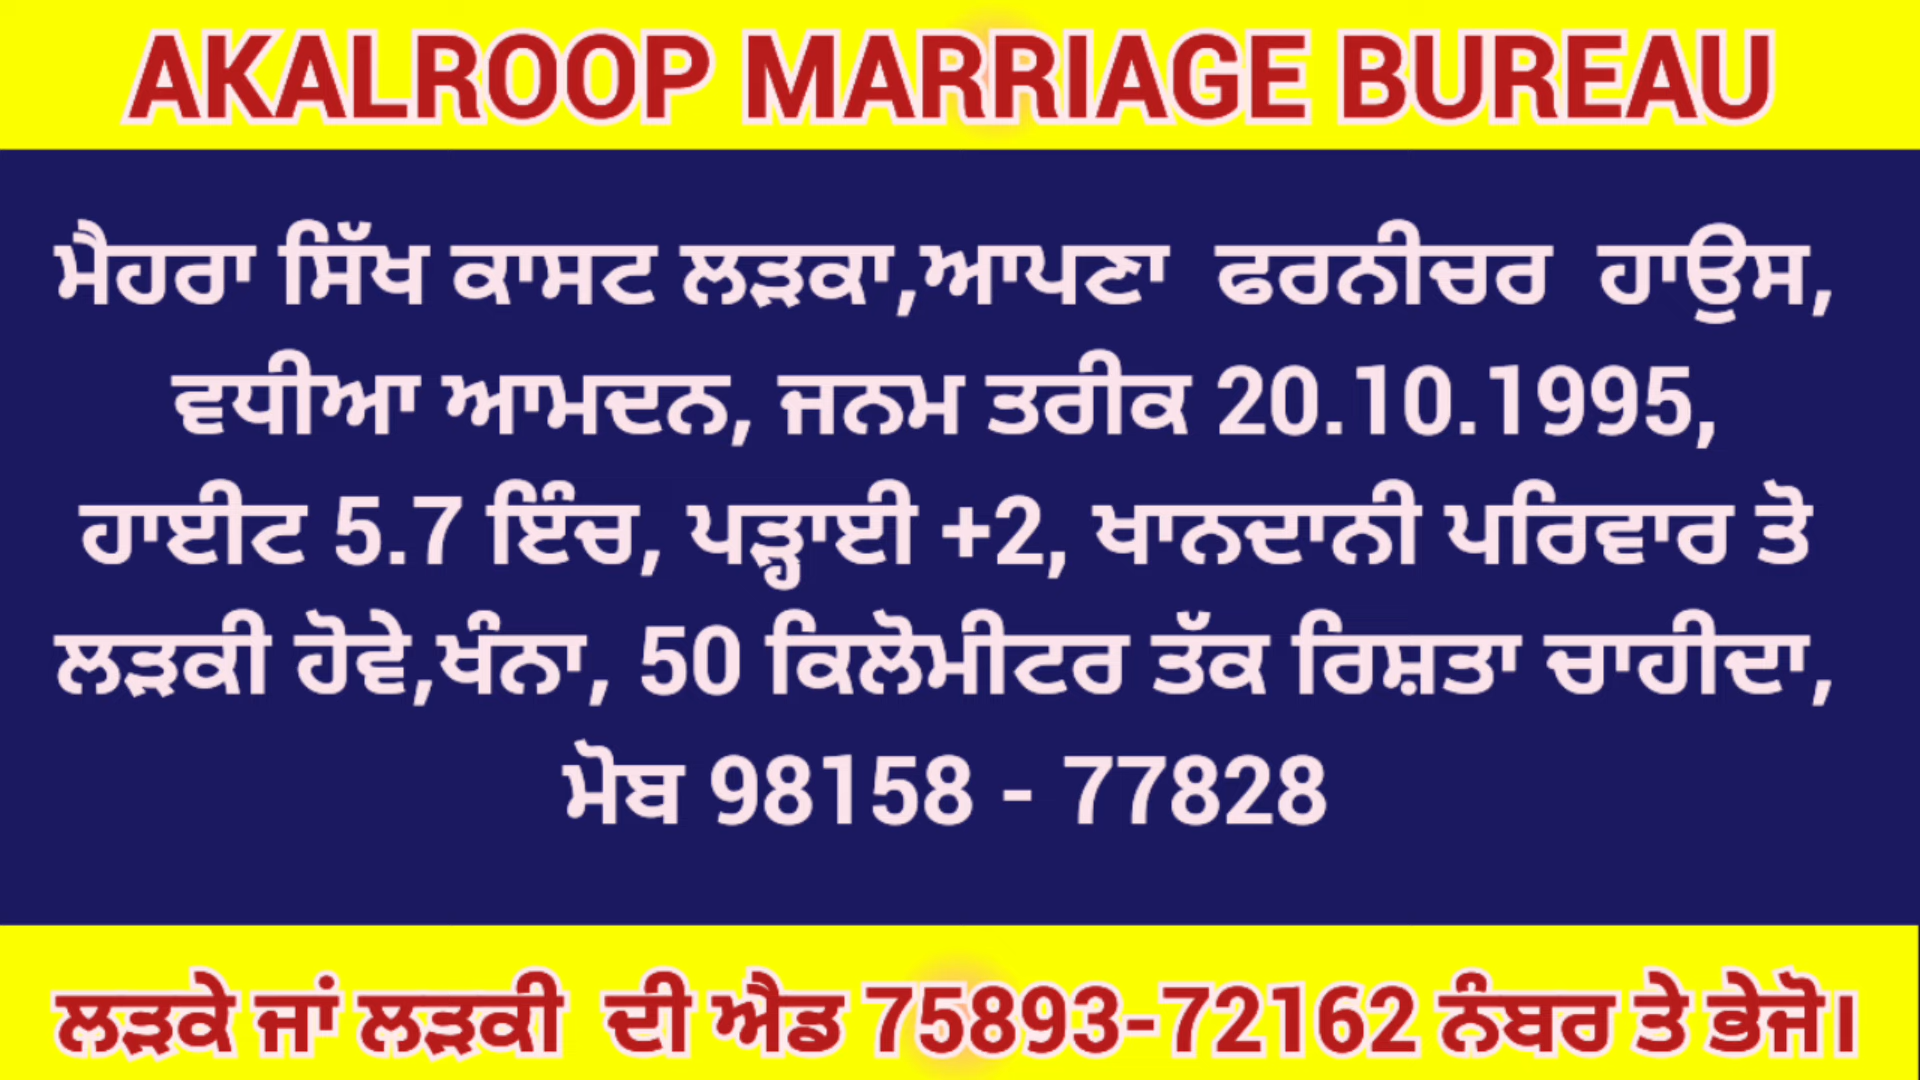 AKALROOP MARRIAGE BUREAU
ਮੈਹਰਾ ਸਿੱਖ ਕਾਸਟ ਲੜਕਾ,ਆਪਣਾ ਫਰਨੀਚਰ ਹਾਉਸ,
ਵਧੀਆ ਆਮਦਨ, ਜਨਮ ਤਰੀਕ 20.10.1995,
ਹਾਈਟ 5.7 ਇੰਚ, ਪੜ੍ਹਾਈ +2, ਖਾਨਦਾਨੀ ਪਰਿਵਾਰ ਤੋ
ਲੜਕੀ ਹੋਵੇ,ਖੰਨਾ, 50 ਕਿਲੋਮੀਟਰ ਤੱਕ ਰਿਸ਼ਤਾ ਚਾਹੀਦਾ,
ਮੋਬ 98158 - 77828
ਲੜਕੇ ਜਾਂ ਲੜਕੀ ਦੀ ਐਡ 75893-72162 ਨੰਬਰ ਤੇ ਭੇਜੋ।